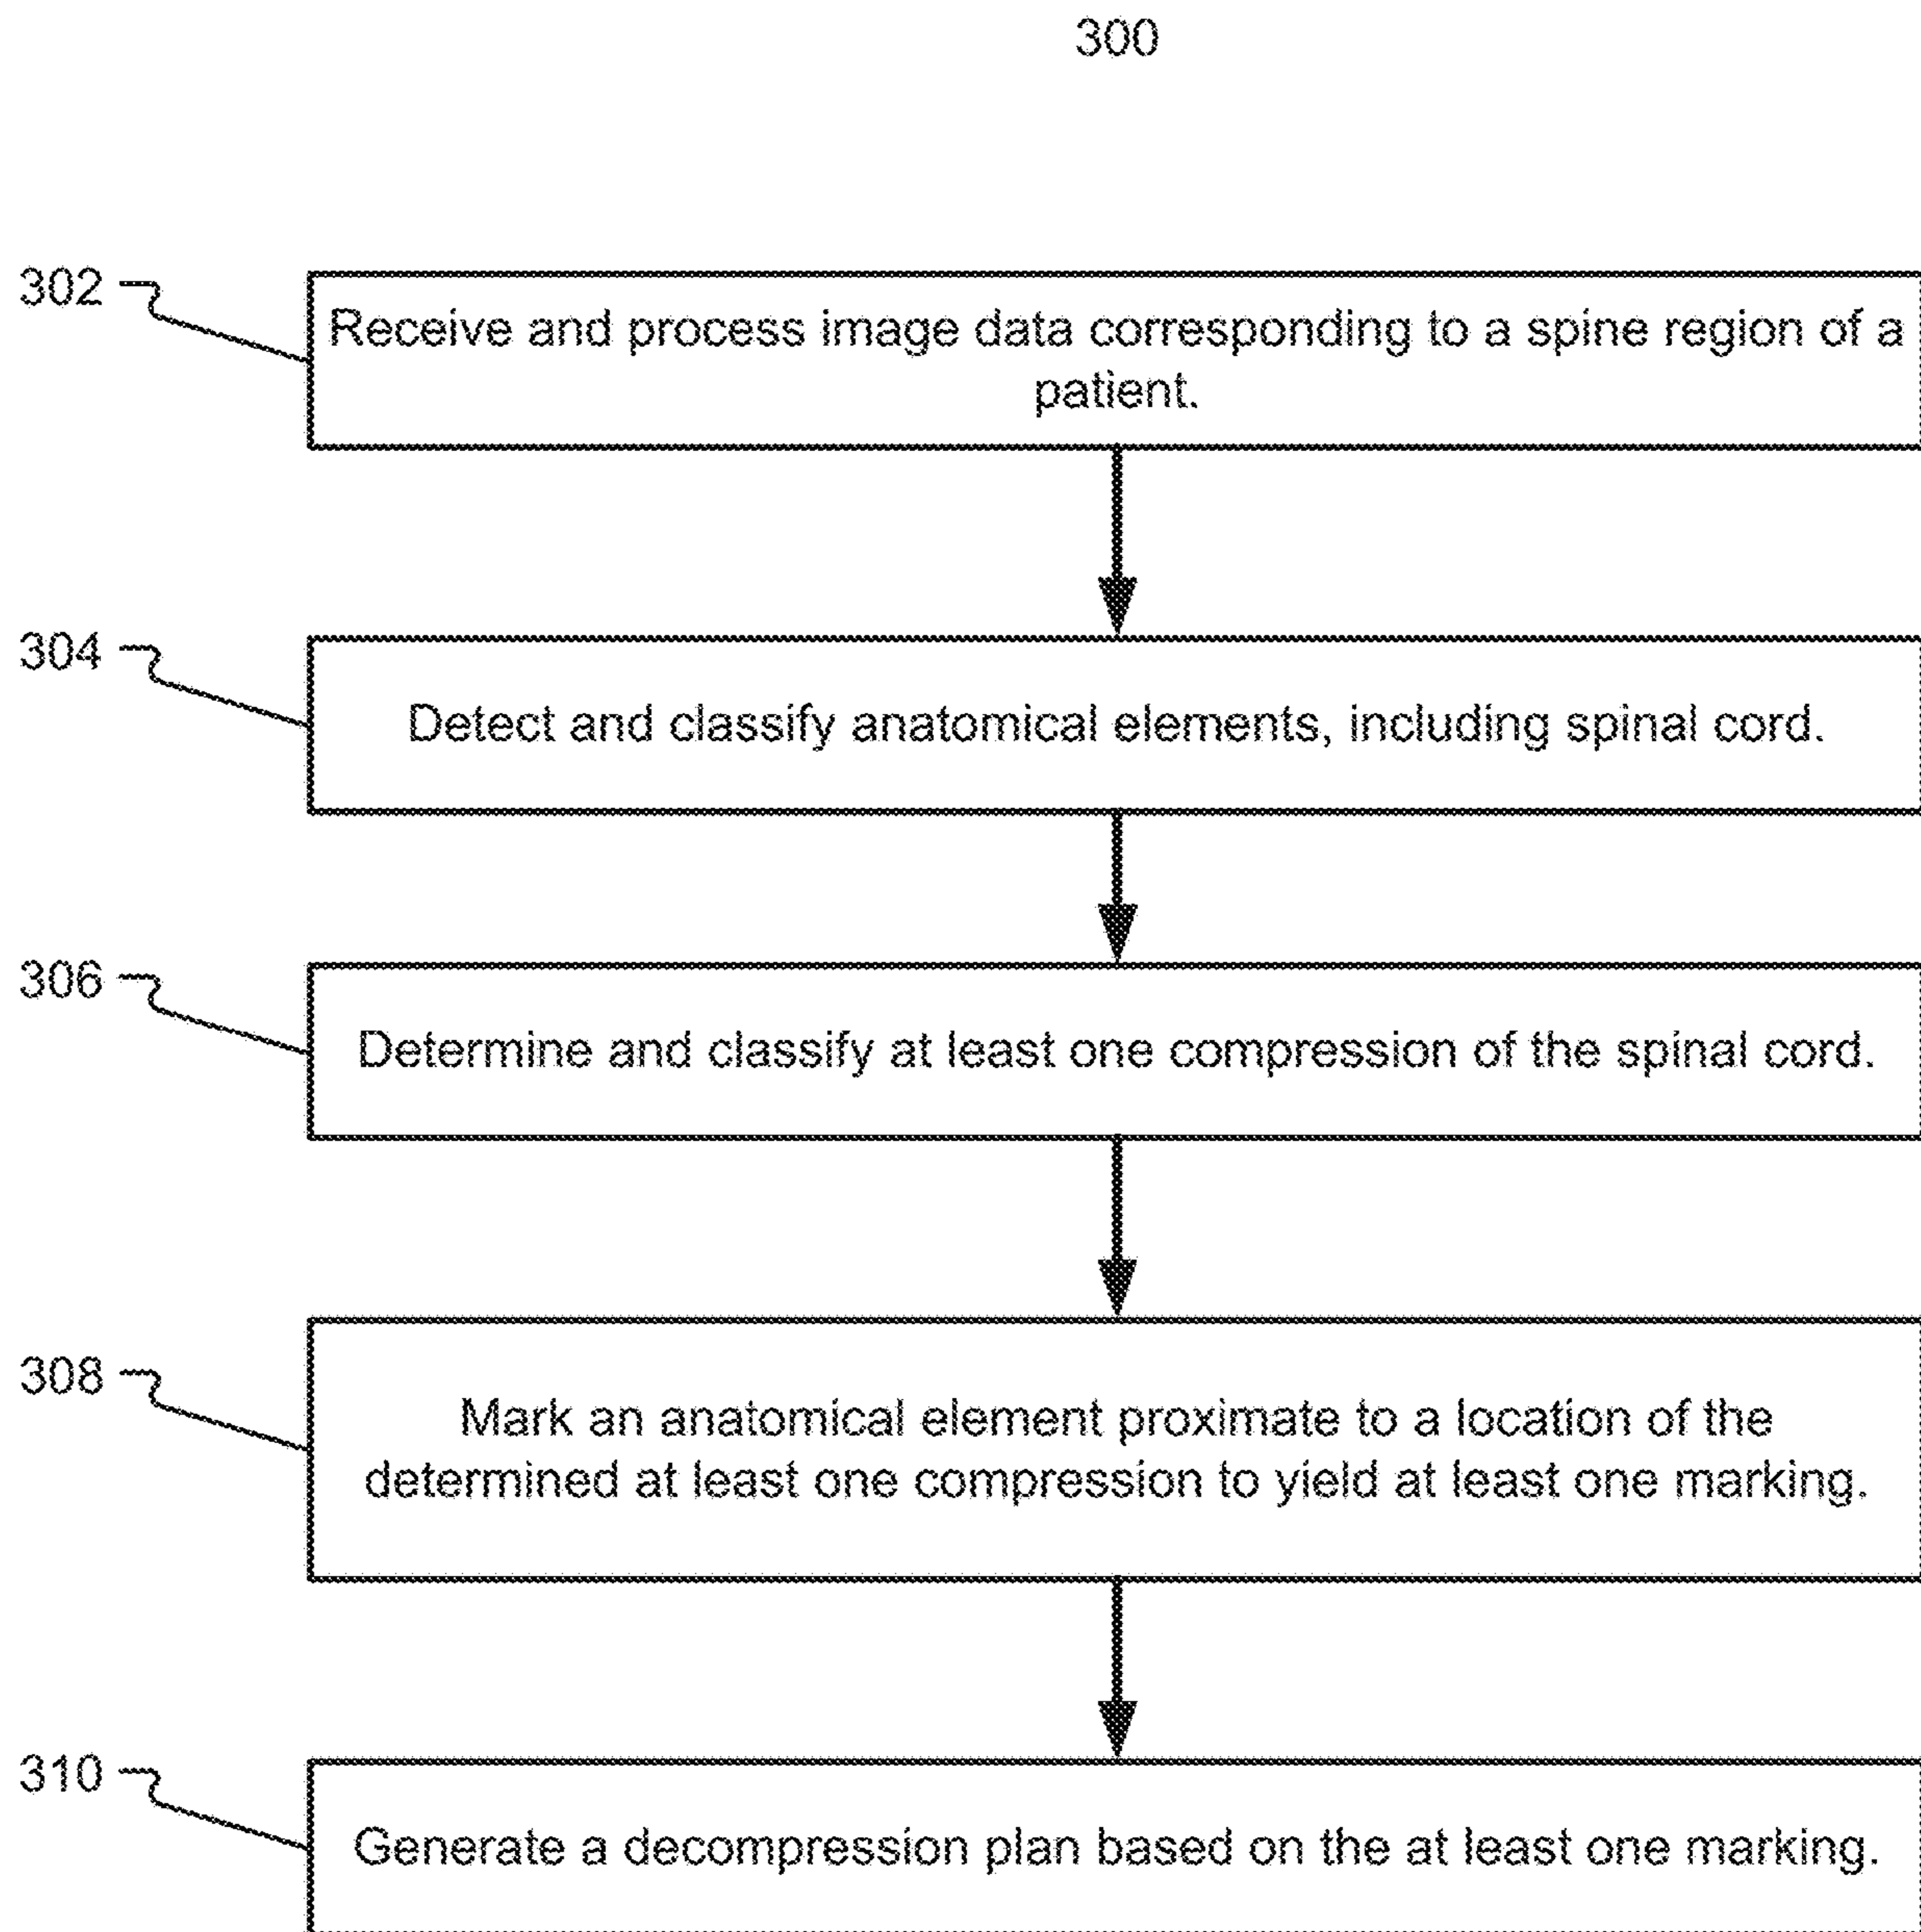 300
302
Receive and process image data corresponding to a spine region of a
patient.
304
Detect and classify anatomical elements, including spinal cord.
306
Determine and classify at least one compression of the spinal cord.
308
Mark an anatomical element proximate to a location of the
determined at least one compression to yield at least one marking.
310
Generate a decompression plan based on the at least one marking.